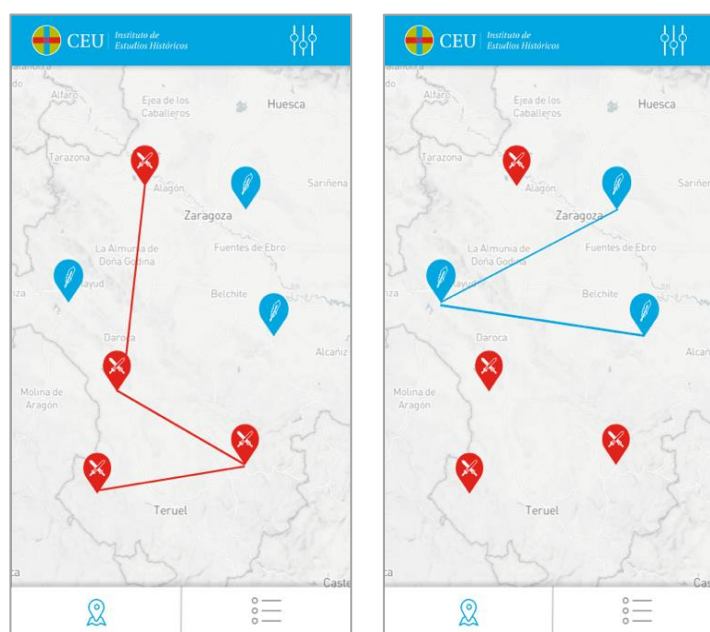 CEU
Instituto de
Estudios Históricos
Alfaro
Ejea de los
Caballeros
Huesca
Tarazona
Alagón
Sariñena
Zaragoza
La Almunia de
Doña Godina
Fuentes de Ebro
Belchite
Daroca
Alcañiz
Molina de
Aragón
Teruel
CEU
Instituto de
Estudios Históricos
Ejea de los
Caballeros
Huesca
Tarazona
Alagón
Zaragoza
La Almunia de
Doña Godina
Fuentes de Ebro
Belchite
Daroca
Molina de
Aragón
Teruel